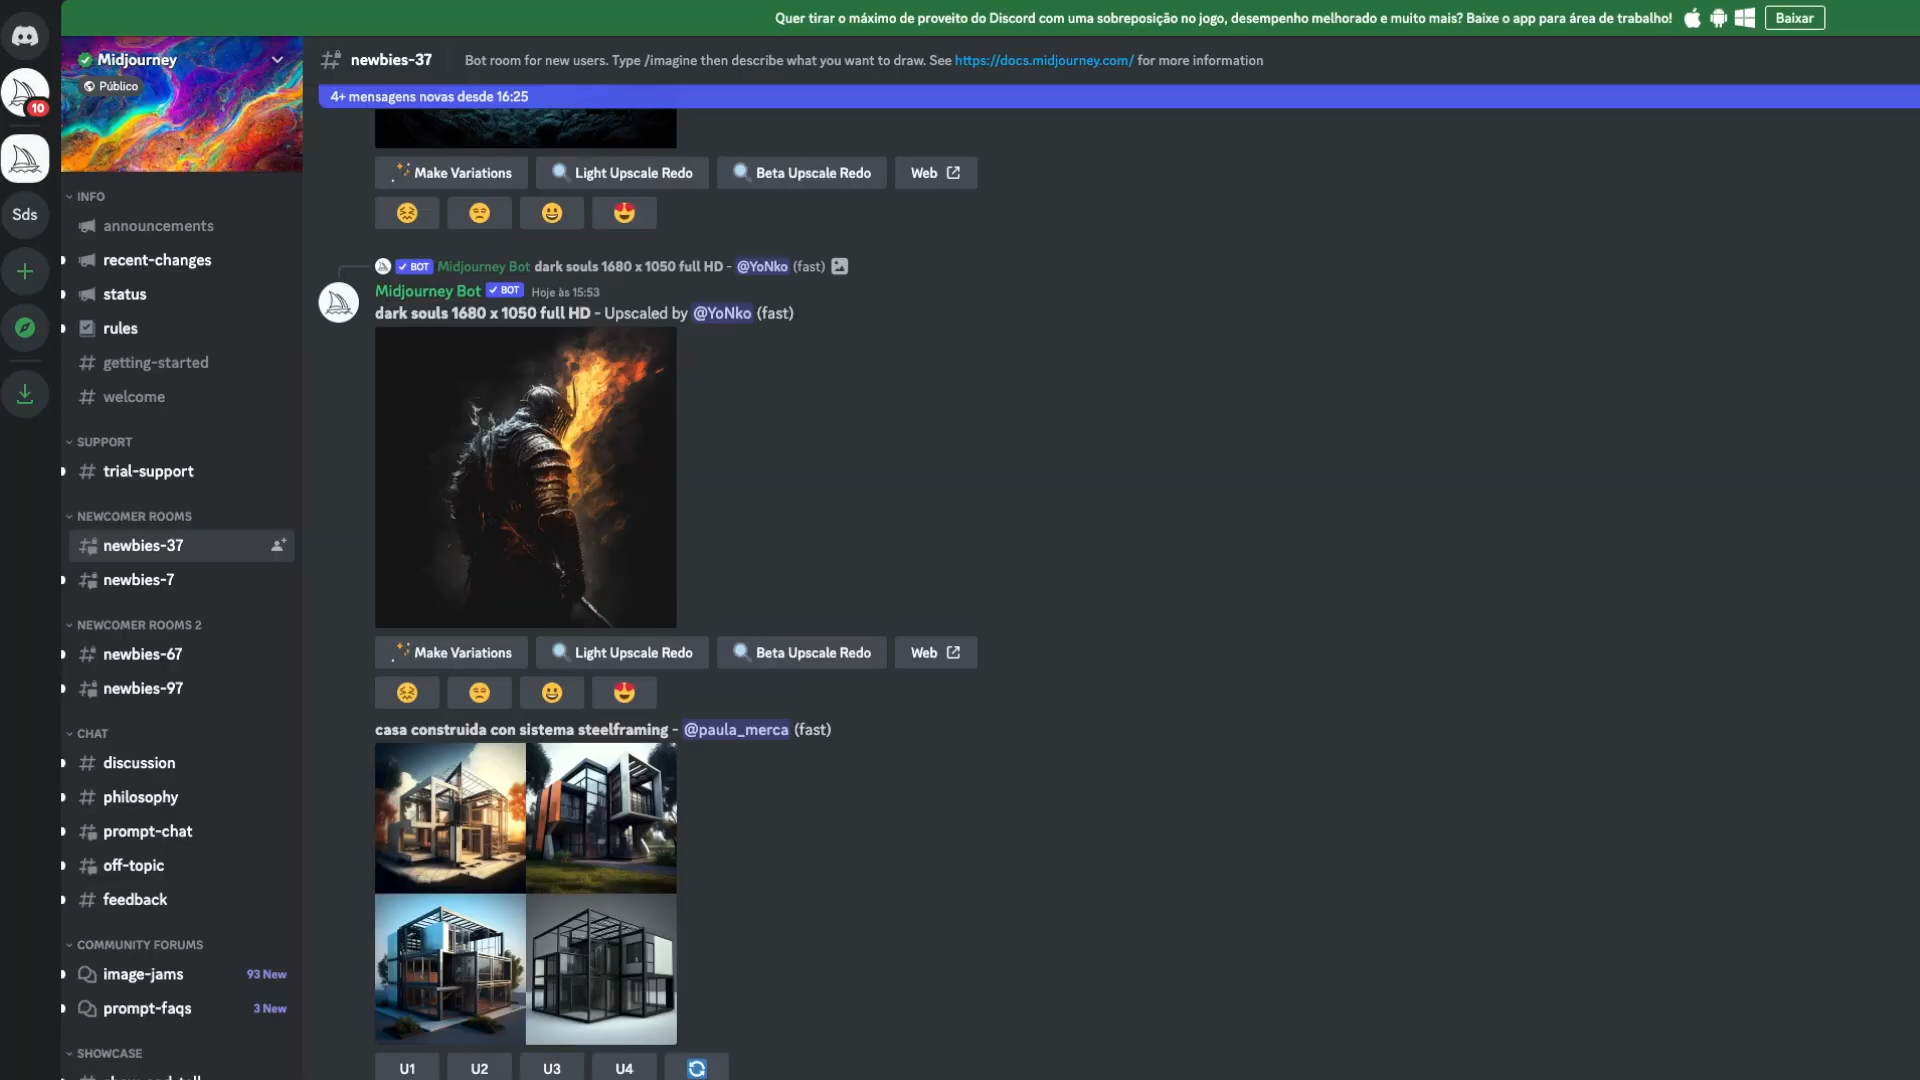 Quer tirar o máximo de proveito do Discord com uma sobreposição no jogo, desempenho melhorado e muito mais? Baixe o app para área de trabalho!
Baixar
Midjourney
Público
newbies-37
Bot room for new users. Type /imagine then describe what you want to draw. See https://docs.midjourney.com/ for more information
4+ mensagens novas desde 16:25
10
Sds
INFO
announcements
recent-changes
status
rules
getting-started
welcome
SUPPORT
trial-support
NEWCOMER ROOMS
newbies-37
newbies-7
NEWCOMER ROOMS 2
newbies-67
newbies-97
CHAT
discussion
philosophy
prompt-chat
off-topic
feedback
COMMUNITY FORUMS
image-jams 93 New
prompt-faqs 3 New
SHOWCASE
Make Variations Light Upscale Redo Beta Upscale Redo Web
BOT Midjourney Bot dark souls 1680 x 1050 full HD - @YoNko (fast)
Midjourney Bot BOT Hoje às 15:53
dark souls 1680 x 1050 full HD - Upscaled by @YoNko (fast)
Make Variations Light Upscale Redo Beta Upscale Redo Web
casa construida con sistema steelframing - @paula_merca (fast)
U1 U2 U3 U4